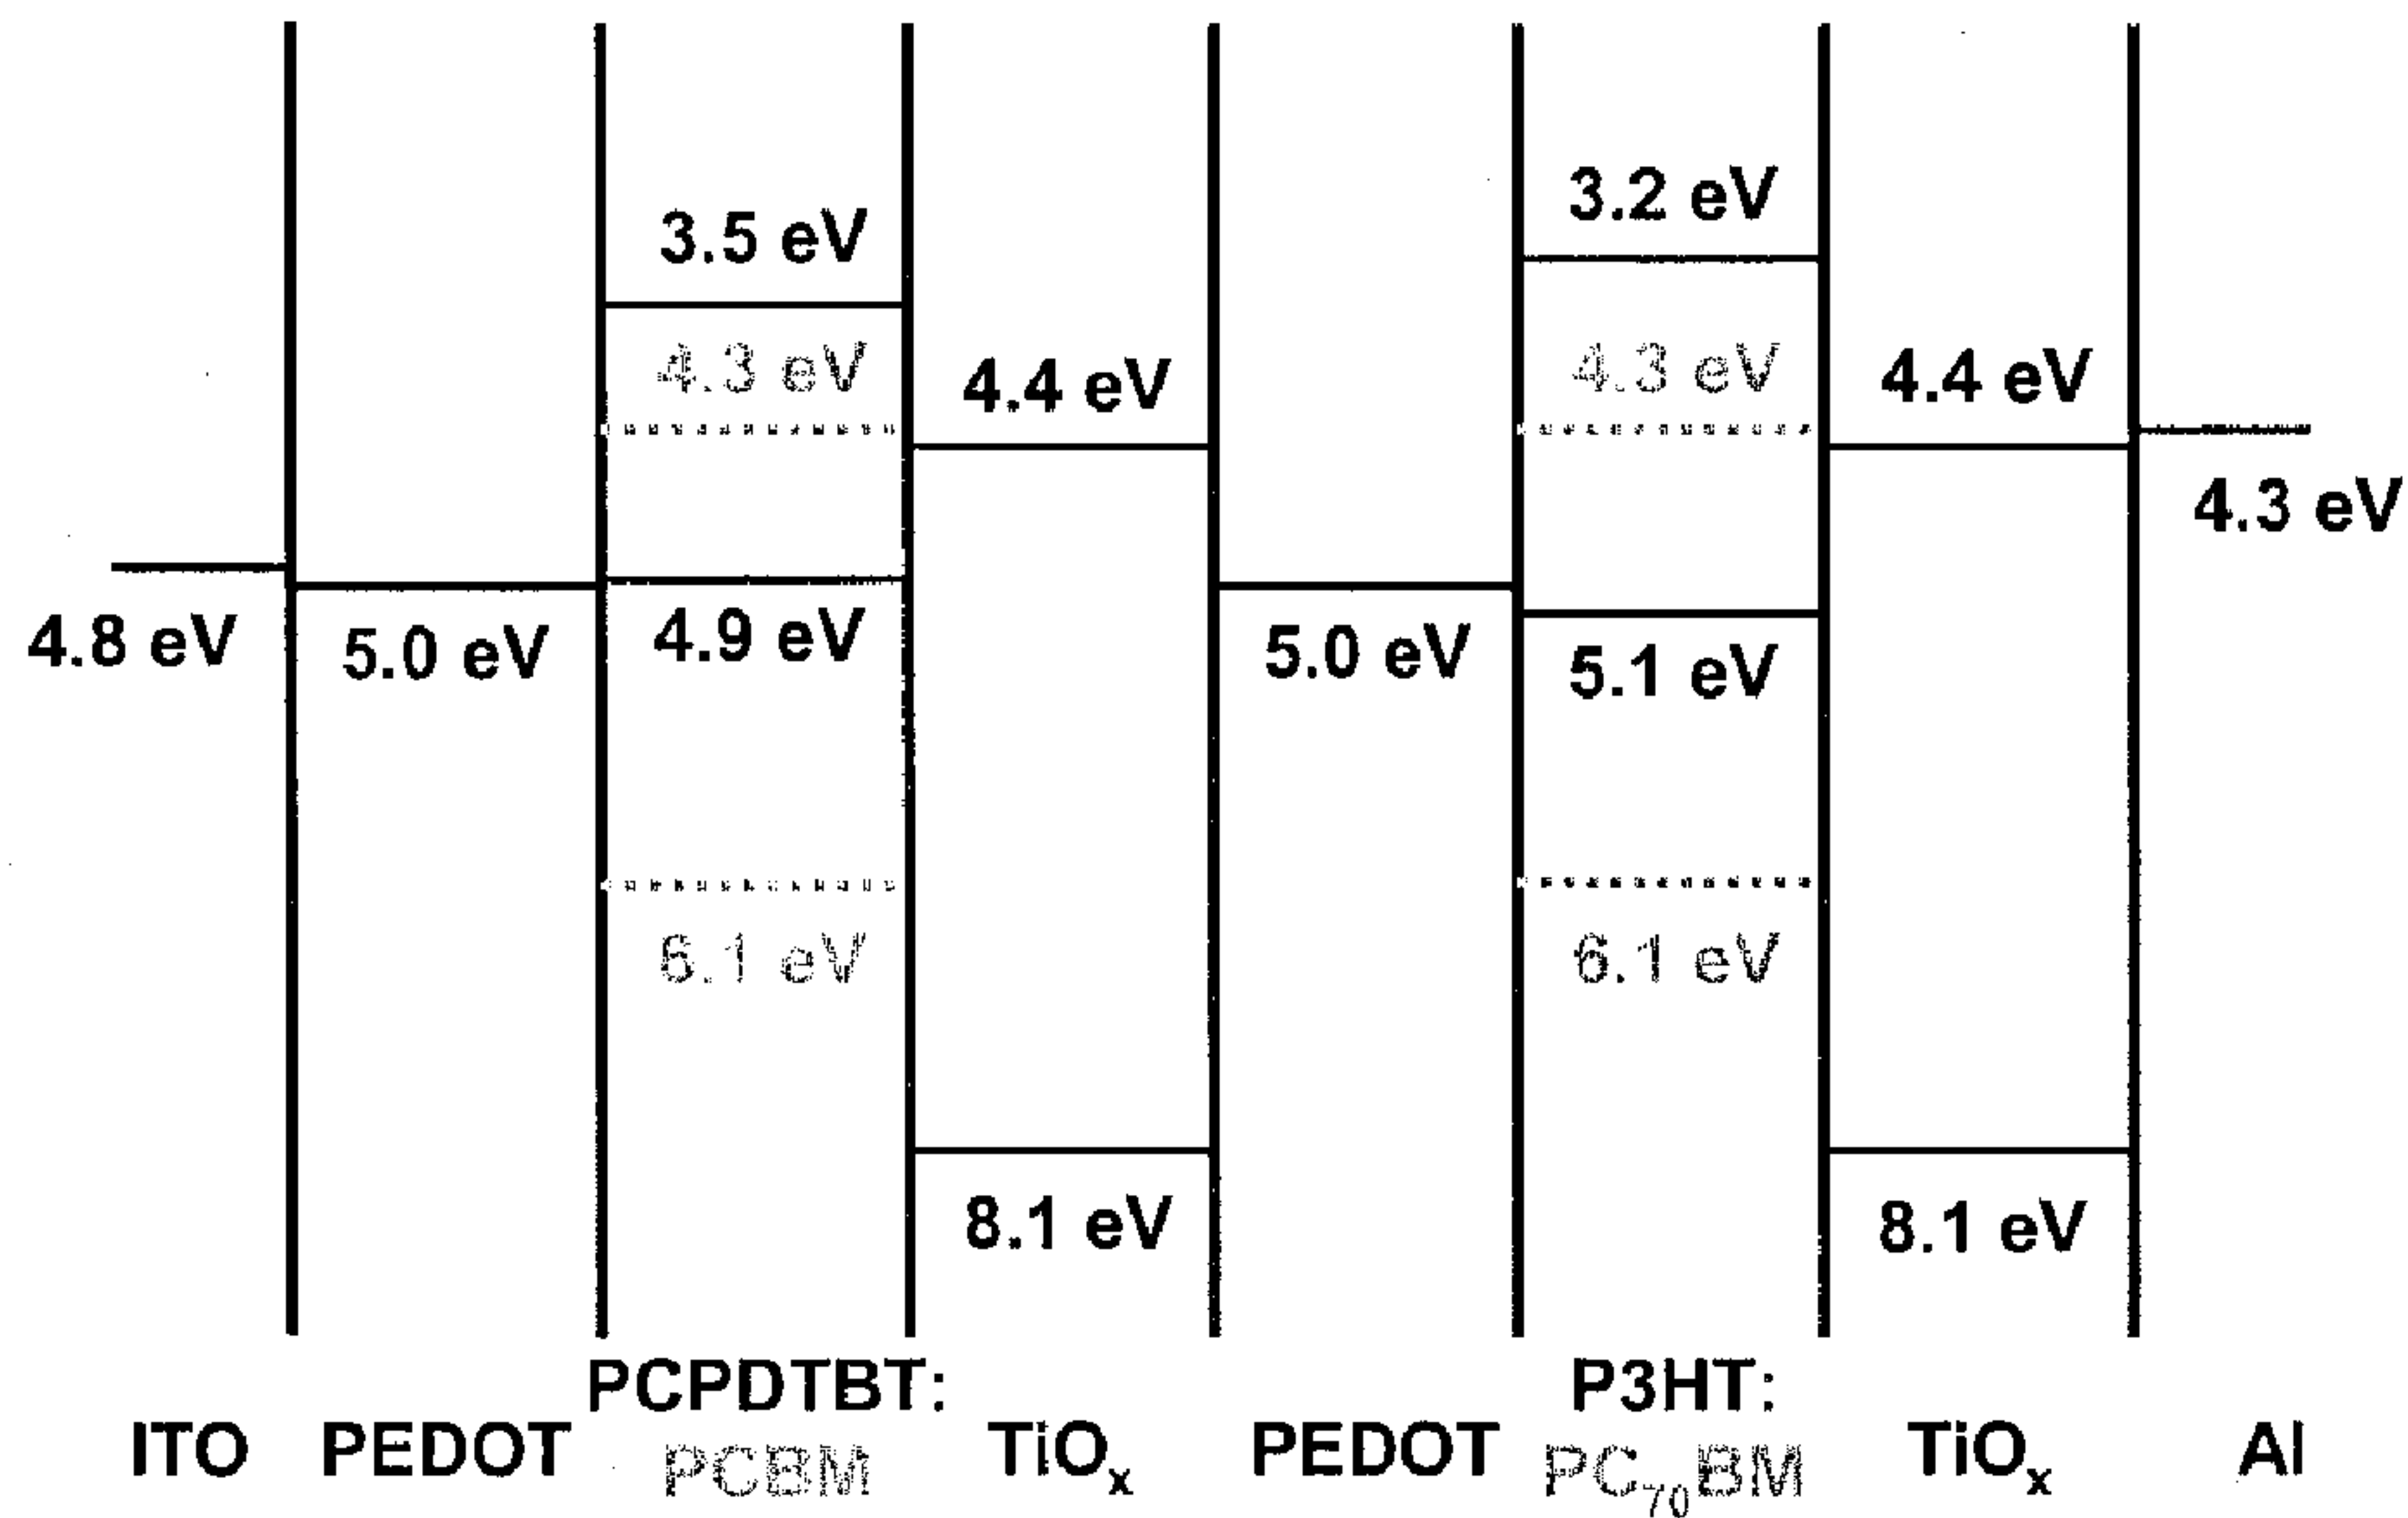 3.2 eV
3.5 eV
4.3 eV
4.3 eV
4.4 eV
4.4 eV
4.3 eV
4.8 eV
5.0 eV
4.9 eV
5.0 eV
5.1 eV
6.1 eV
6.1 eV
8.1 eV
8.1 eV
PCPDTBT:
P3HT:
ITO PEDOT PCBM TiOₓ PEDOT PC₇₀BM TiOₓ Al